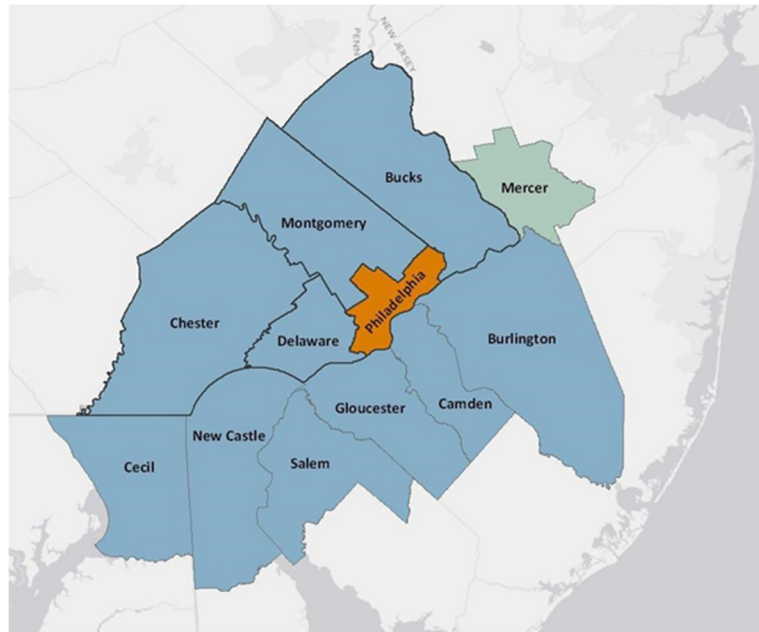 PENN
NEW JERSEY
Bucks
Mercer
Montgomery
Philadelphia
Chester
Delaware
Burlington
Gloucester
Camden
New Castle
Cecil
Salem